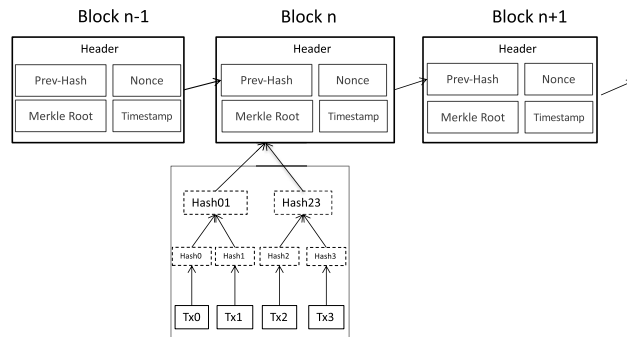 Block n-1 Block n Block n+1
Header Header Header
Prev-Hash Nonce Prev-Hash Nonce Prev-Hash Nonce
Merkle Root Timestamp Merkle Root Timestamp Merkle Root Timestamp
Hash01 Hash23
Hash0 Hash1 Hash2 Hash3
Tx0 Tx1 Tx2 Tx3